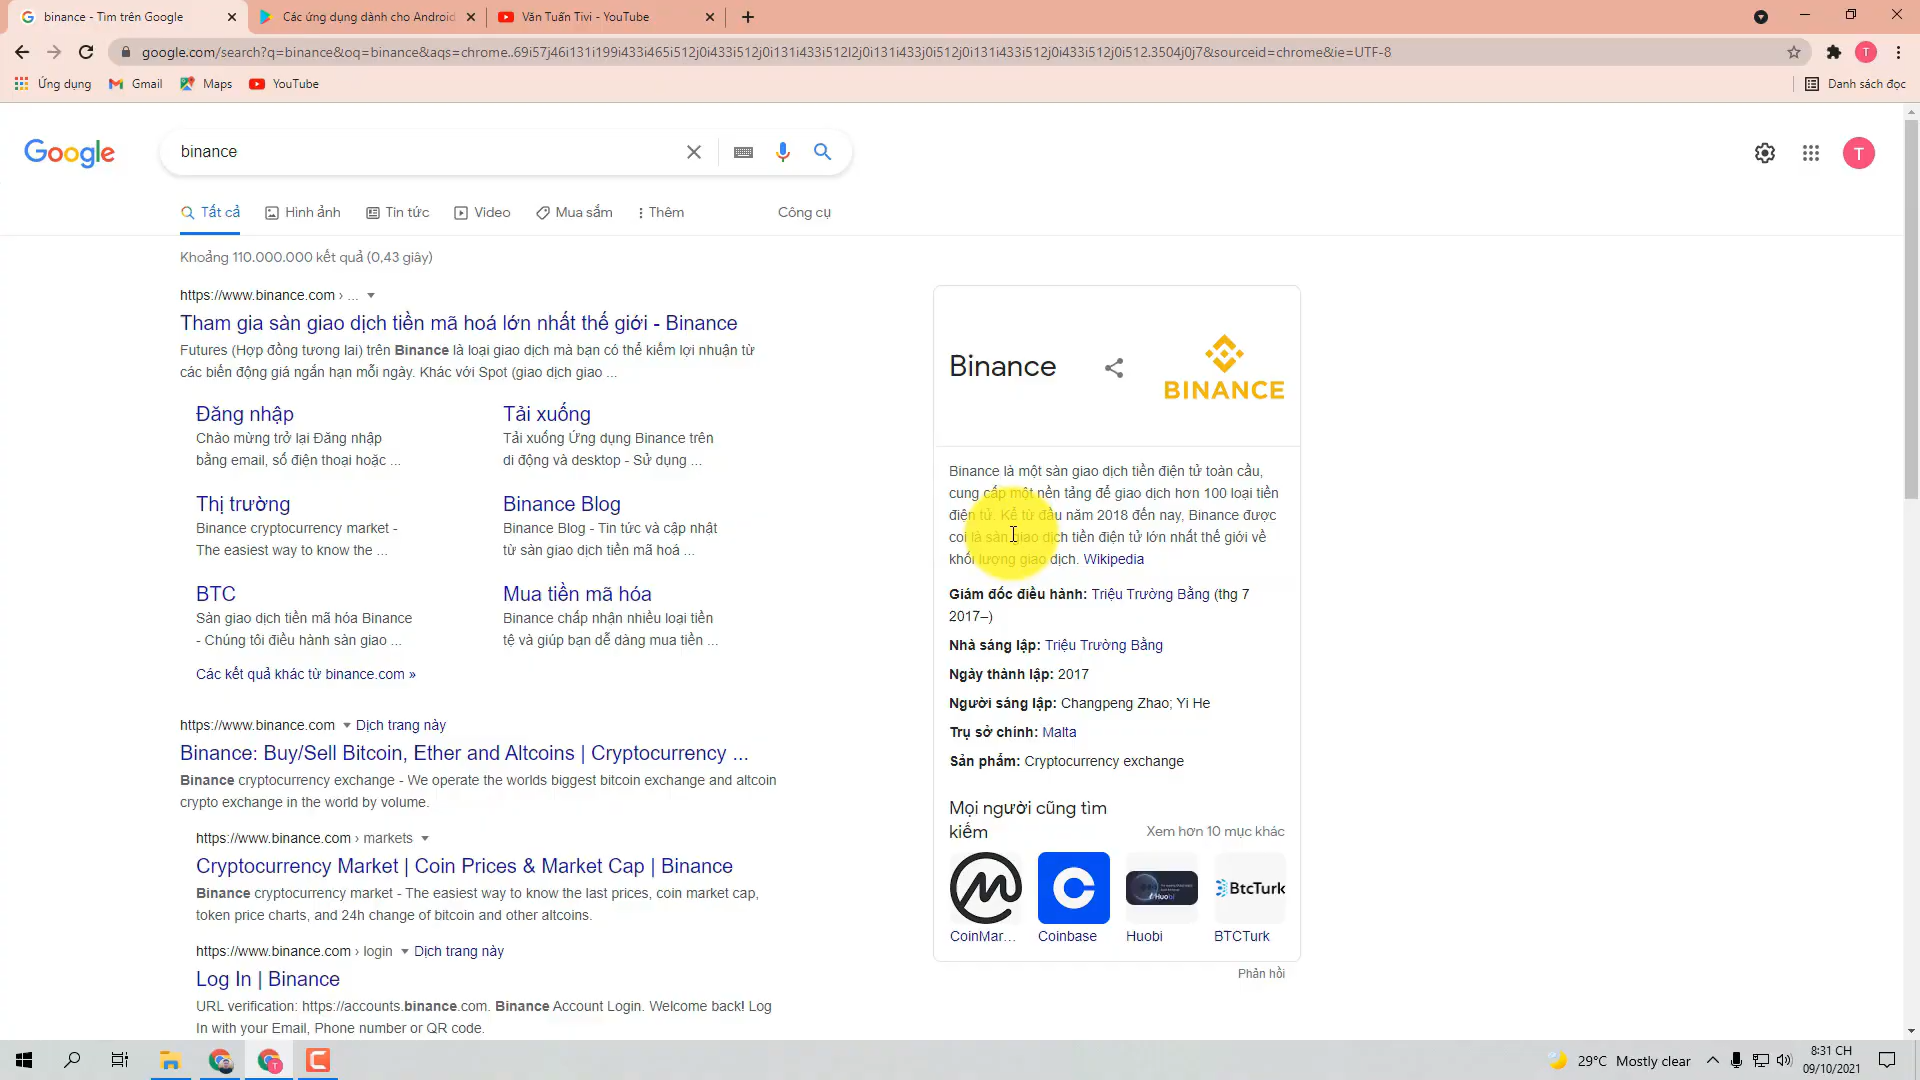 binance - Tìm trên Google
Các ứng dụng dành cho Android
Văn Tuấn Tivi - YouTube
google.com/search?q=binance&oq=binance&aqs=chrome..69i57j46i131i199i433i465i512j0i433i512j0i131i433i512l2j0i131i433j0i512j0i131i433i512j0i433i512j0i512.3504j0j7&sourceid=chrome&ie=UTF-8
T
Ứng dụng
Gmail
Maps
YouTube
Danh sách đọc
Google
binance
T
Tất cả
Hình ảnh
Tin tức
Video
Mua sắm
Thêm
Công cụ
Khoảng 110.000.000 kết quả (0,43 giây)
https://www.binance.com › ...
Tham gia sàn giao dịch tiền mã hoá lớn nhất thế giới - Binance
Futures (Hợp đồng tương lai) trên Binance là loại giao dịch mà bạn có thể kiếm lợi nhuận từ
các biến động giá ngắn hạn mỗi ngày. Khác với Spot (giao dịch giao ...
Đăng nhập
Chào mừng trở lại Đăng nhập
bằng email, số điện thoại hoặc ...
Tải xuống
Tải xuống Ứng dụng Binance trên
di động và desktop - Sử dụng ...
Thị trường
Binance cryptocurrency market -
The easiest way to know the ...
Binance Blog
Binance Blog - Tin tức và cập nhật
từ sàn giao dịch tiền mã hoá ...
BTC
Sàn giao dịch tiền mã hóa Binance
- Chúng tôi điều hành sàn giao ...
Mua tiền mã hóa
Binance chấp nhận nhiều loại tiền
tệ và giúp bạn dễ dàng mua tiền ...
Các kết quả khác từ binance.com »
https://www.binance.com
Dịch trang này
Binance: Buy/Sell Bitcoin, Ether and Altcoins | Cryptocurrency ...
Binance cryptocurrency exchange - We operate the worlds biggest bitcoin exchange and altcoin
crypto exchange in the world by volume.
https://www.binance.com › markets
Cryptocurrency Market | Coin Prices & Market Cap | Binance
Binance cryptocurrency market - The easiest way to know the last prices, coin market cap,
token price charts, and 24h change of bitcoin and other altcoins.
https://www.binance.com › login
Dịch trang này
Log In | Binance
URL verification: https://accounts.binance.com. Binance Account Login. Welcome back! Log
In with your Email, Phone number or QR code.
Binance
BINANCE
Binance là một sàn giao dịch tiền điện tử toàn cầu,
cung cấp một nền tảng để giao dịch hơn 100 loại tiền
điện tử. Kể từ đầu năm 2018 đến nay, Binance được
coi là sàn giao dịch tiền điện tử lớn nhất thế giới về
khối lượng giao dịch. Wikipedia
Giám đốc điều hành: Triệu Trường Bằng (thg 7
2017–)
Nhà sáng lập: Triệu Trường Bằng
Ngày thành lập: 2017
Người sáng lập: Changpeng Zhao; Yi He
Trụ sở chính: Malta
Sản phẩm: Cryptocurrency exchange
Mọi người cũng tìm
kiếm
Xem hơn 10 mục khác
Huobi
BtcTurk
CoinMar...
Coinbase
Huobi
BTCTurk
Phản hồi
29°C Mostly clear
8:31 CH
09/10/2021